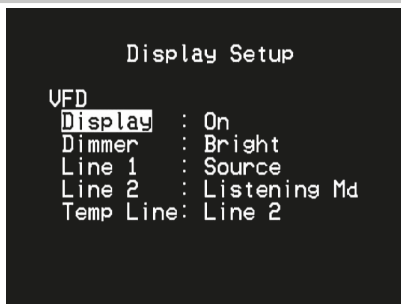 Display Setup
VFD
Display : On
Dimmer : Bright
Line 1 : Source
Line 2 : Listening Md
Temp Line: Line 2